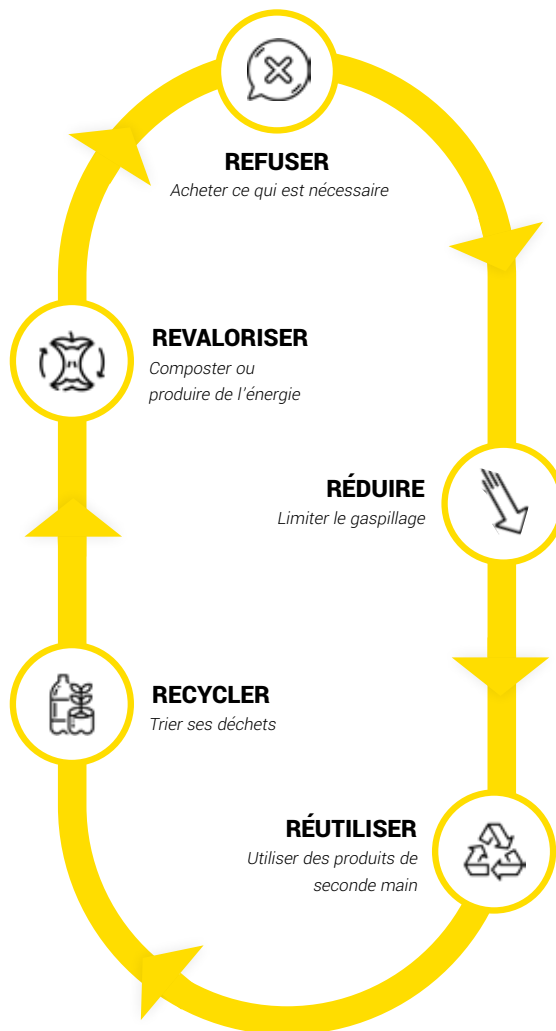 REFUSER
Acheter ce qui est nécessaire
REVALORISER
Composter ou
produire de l'énergie
RÉDUIRE
Limiter le gaspillage
RECYCLER
Trier ses déchets
RÉUTILISER
Utiliser des produits de
seconde main